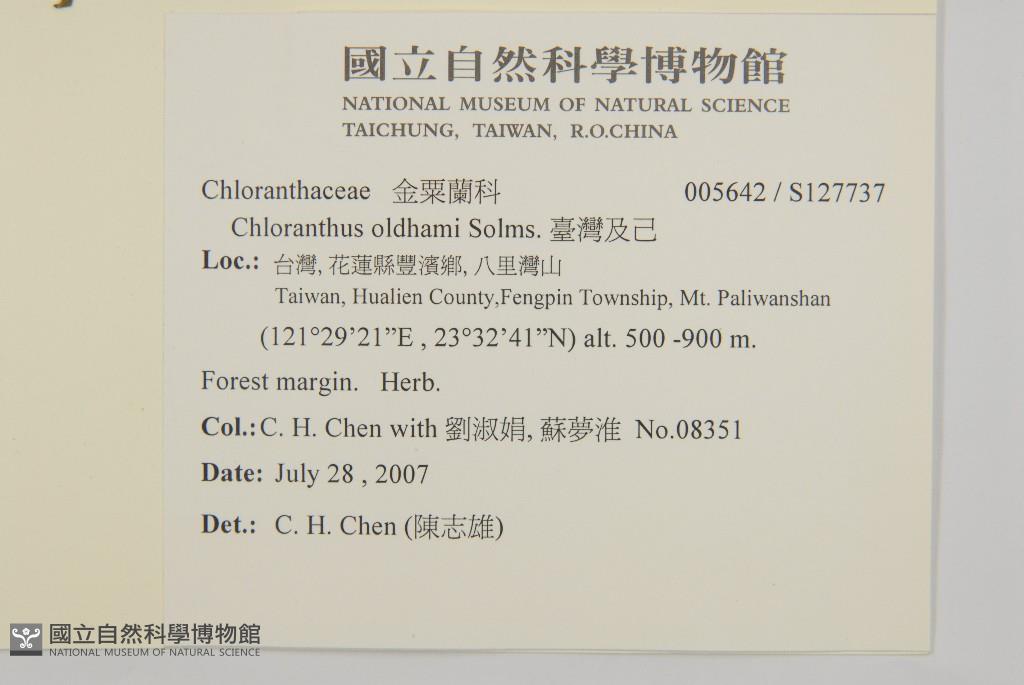 國立自然科學博物館
NATIONAL MUSEUM OF NATURAL SCIENCE
TAICHUNG, TAIWAN, R.O.CHINA
Chloranthaceae 金粟蘭科 005642 / S127737
Chloranthus oldhami Solms. 臺灣及己
Loc.: 台灣, 花蓮縣豐濱鄉, 八里灣山
Taiwan, Hualien County,Fengpin Township, Mt. Paliwanshan
(121°29’21”E , 23°32’41”N) alt. 500 -900 m.
Forest margin. Herb.
Col.:C. H. Chen with 劉淑娟, 蘇夢淮 No.08351
Date: July 28 , 2007
Det.: C. H. Chen (陳志雄)
國立自然科學博物館
NATIONAL MUSEUM OF NATURAL SCIENCE